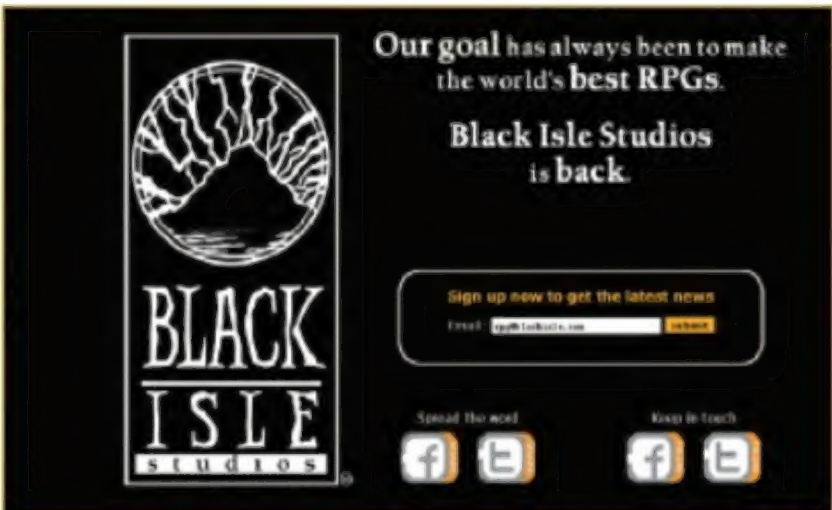 Our goal has always been to make
the world's best RPGs.
Black Isle Studios
is back.
BLACK
ISLE
studios
®
Sign up now to get the latest news
Email:
submit
Spread the word
Keep in touch